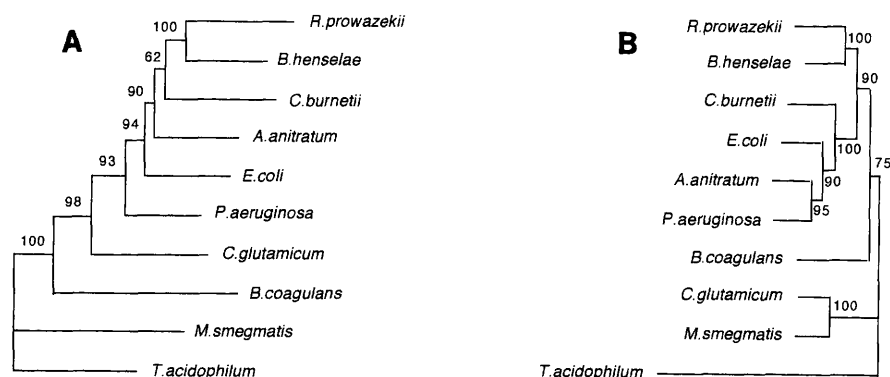 A
100
R.prowazekii
B.henselae
62
C.burnetii
90
A.anitratum
94
E.coli
93
P.aeruginosa
98
C.glutamicum
100
B.coagulans
M.smegmatis
T.acidophilum
B
R.prowazekii
100
B.henselae
90
C.burnetii
E.coli
100
75
A.anitratum
90
P.aeruginosa
95
B.coagulans
C.glutamicum
100
M.smegmatis
T.acidophilum